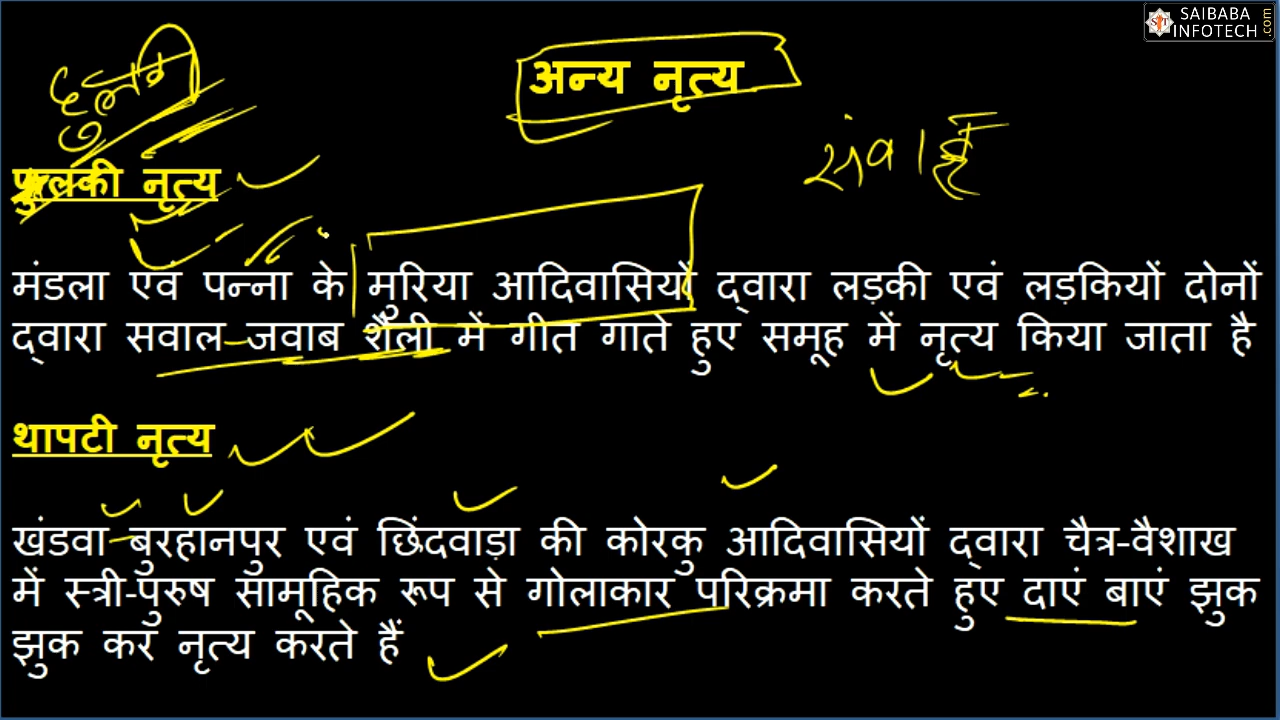 SAIBABA
INFOTECH .com
अन्य नृत्य
नृत्य
मंडला एवं पन्ना के मुरिया आदिवासियों द्वारा लड़की एवं लड़कियों दोनों
द्वारा सवाल-जवाब शैली में गीत गाते हुए समूह में नृत्य किया जाता है
थापटी नृत्य
खंडवा बुरहानपुर एवं छिंदवाड़ा की कोरकु आदिवासियों द्वारा चैत्र-वैशाख
में स्त्री-पुरुष सामूहिक रूप से गोलाकार परिक्रमा करते हुए दाएं बाएं झुक
झुक कर नृत्य करते हैं